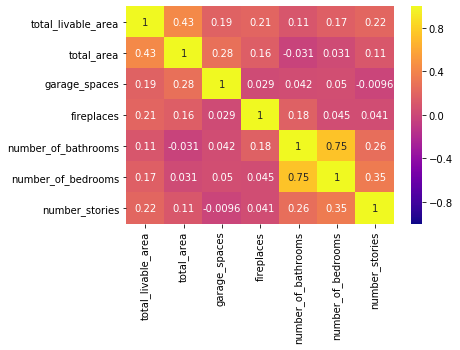 total_livable_area 1 0.43 0.19 0.21 0.11 0.17 0.22
total_area 0.43 1 0.28 0.16 -0.031 0.031 0.11
garage_spaces 0.19 0.28 1 0.029 0.042 0.05 -0.0096
fireplaces 0.21 0.16 0.029 1 0.18 0.045 0.041
number_of_bathrooms 0.11 -0.031 0.042 0.18 1 0.75 0.26
number_of_bedrooms 0.17 0.031 0.05 0.045 0.75 1 0.35
number_stories 0.22 0.11 -0.0096 0.041 0.26 0.35 1
total_livable_area
total_area
garage_spaces
fireplaces
number_of_bathrooms
number_of_bedrooms
number_stories
0.8
0.4
0.0
-0.4
-0.8